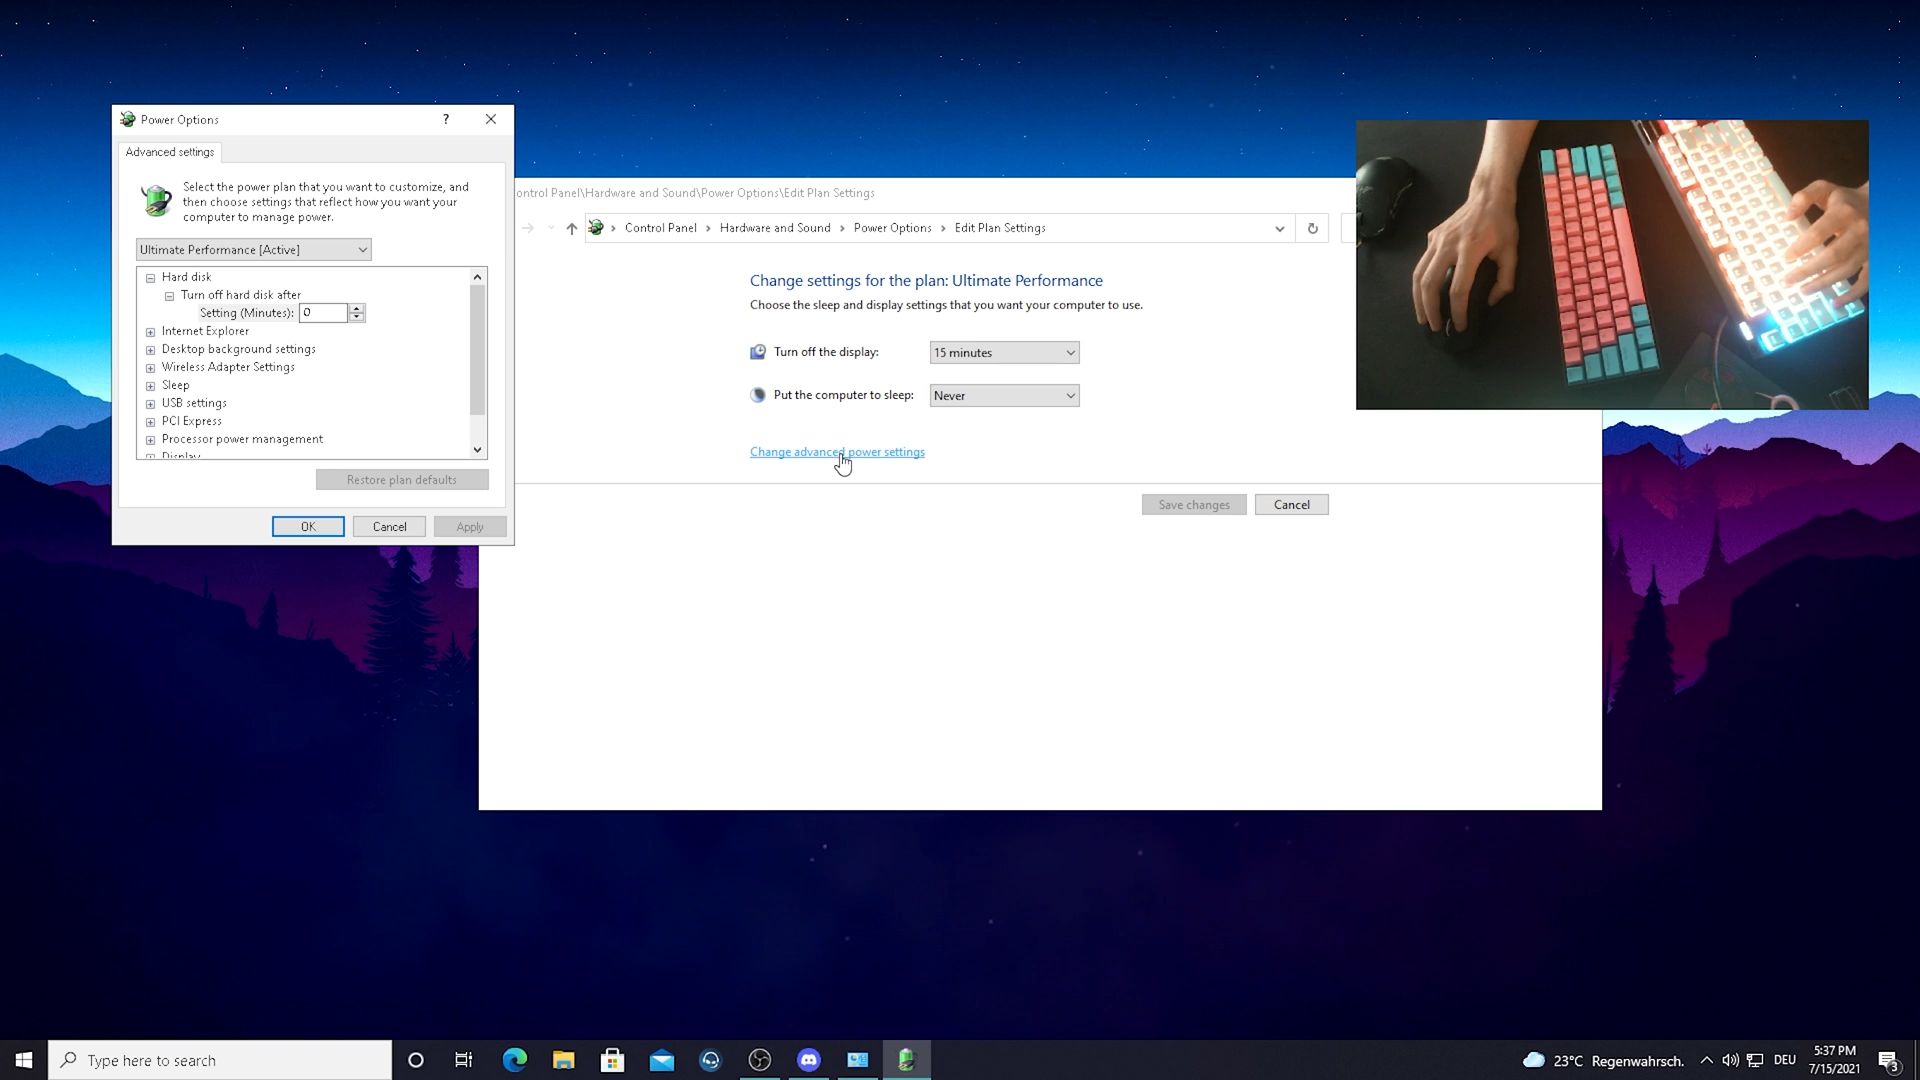 Power Options
?
Advanced settings
Select the power plan that you want to customize, and
then choose settings that reflect how you want your
computer to manage power.
Ultimate Performance [Active]
Hard disk
Turn off hard disk after
Setting (Minutes): 0
Internet Explorer
Desktop background settings
Wireless Adapter Settings
Sleep
USB settings
PCI Express
Processor power management
Display
Restore plan defaults
OK Cancel Apply
ontrol Panel\Hardware and Sound\Power Options\Edit Plan Settings
Control Panel > Hardware and Sound > Power Options > Edit Plan Settings
Change settings for the plan: Ultimate Performance
Choose the sleep and display settings that you want your computer to use.
Turn off the display: 15 minutes
Put the computer to sleep: Never
Change advanced power settings
Save changes Cancel
Type here to search
23°C Regenwahrsch.
DEU
5:37 PM
7/15/2021
3